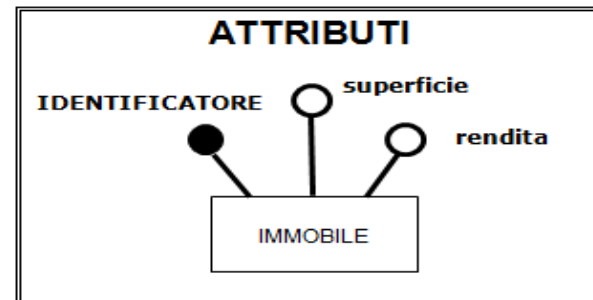 ATTRIBUTI
superficie
IDENTIFICATORE
rendita
IMMOBILE